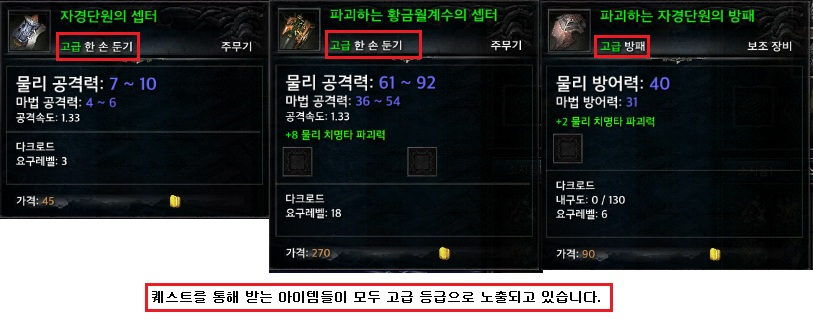 자경단원의 셉터
고급 한 손 둔기 주무기
물리 공격력: 7 ~ 10
마법 공격력: 4 ~ 6
공격속도: 1.33
다크로드
요구레벨: 3
가격: 45
파괴하는 황금월계수의 셉터
고급 한 손 둔기 주무기
물리 공격력: 61 ~ 92
마법 공격력: 36 ~ 54
공격속도: 1.33
+8 물리 치명타 파괴력
다크로드
요구레벨: 18
가격: 270
파괴하는 자경단원의 방패
고급 방패 보조 장비
물리 방어력: 40
마법 방어력: 31
+2 물리 치명타 파괴력
다크로드
내구도: 0 / 130
요구레벨: 6
가격: 90
퀘스트를 통해 받는 아이템들이 모두 고급 등급으로 노출되고 있습니다.